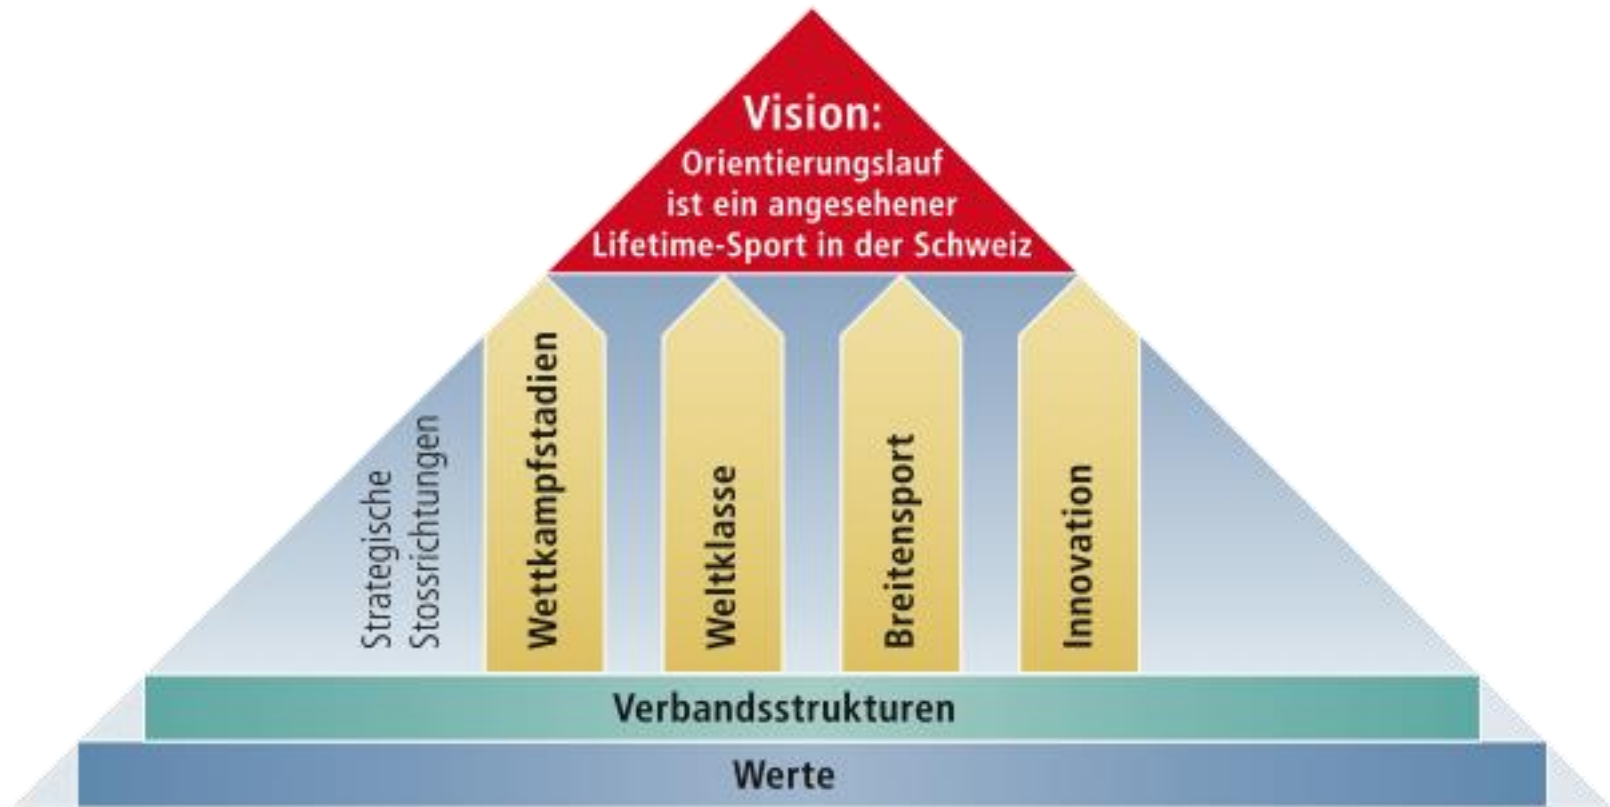 Vision:
Orientierungslauf
ist ein angesehener
Lifetime-Sport in der Schweiz
Strategische
Stossrichtungen
Wettkampfstadien
Weltklasse
Breitensport
Innovation
Verbandsstrukturen
Werte